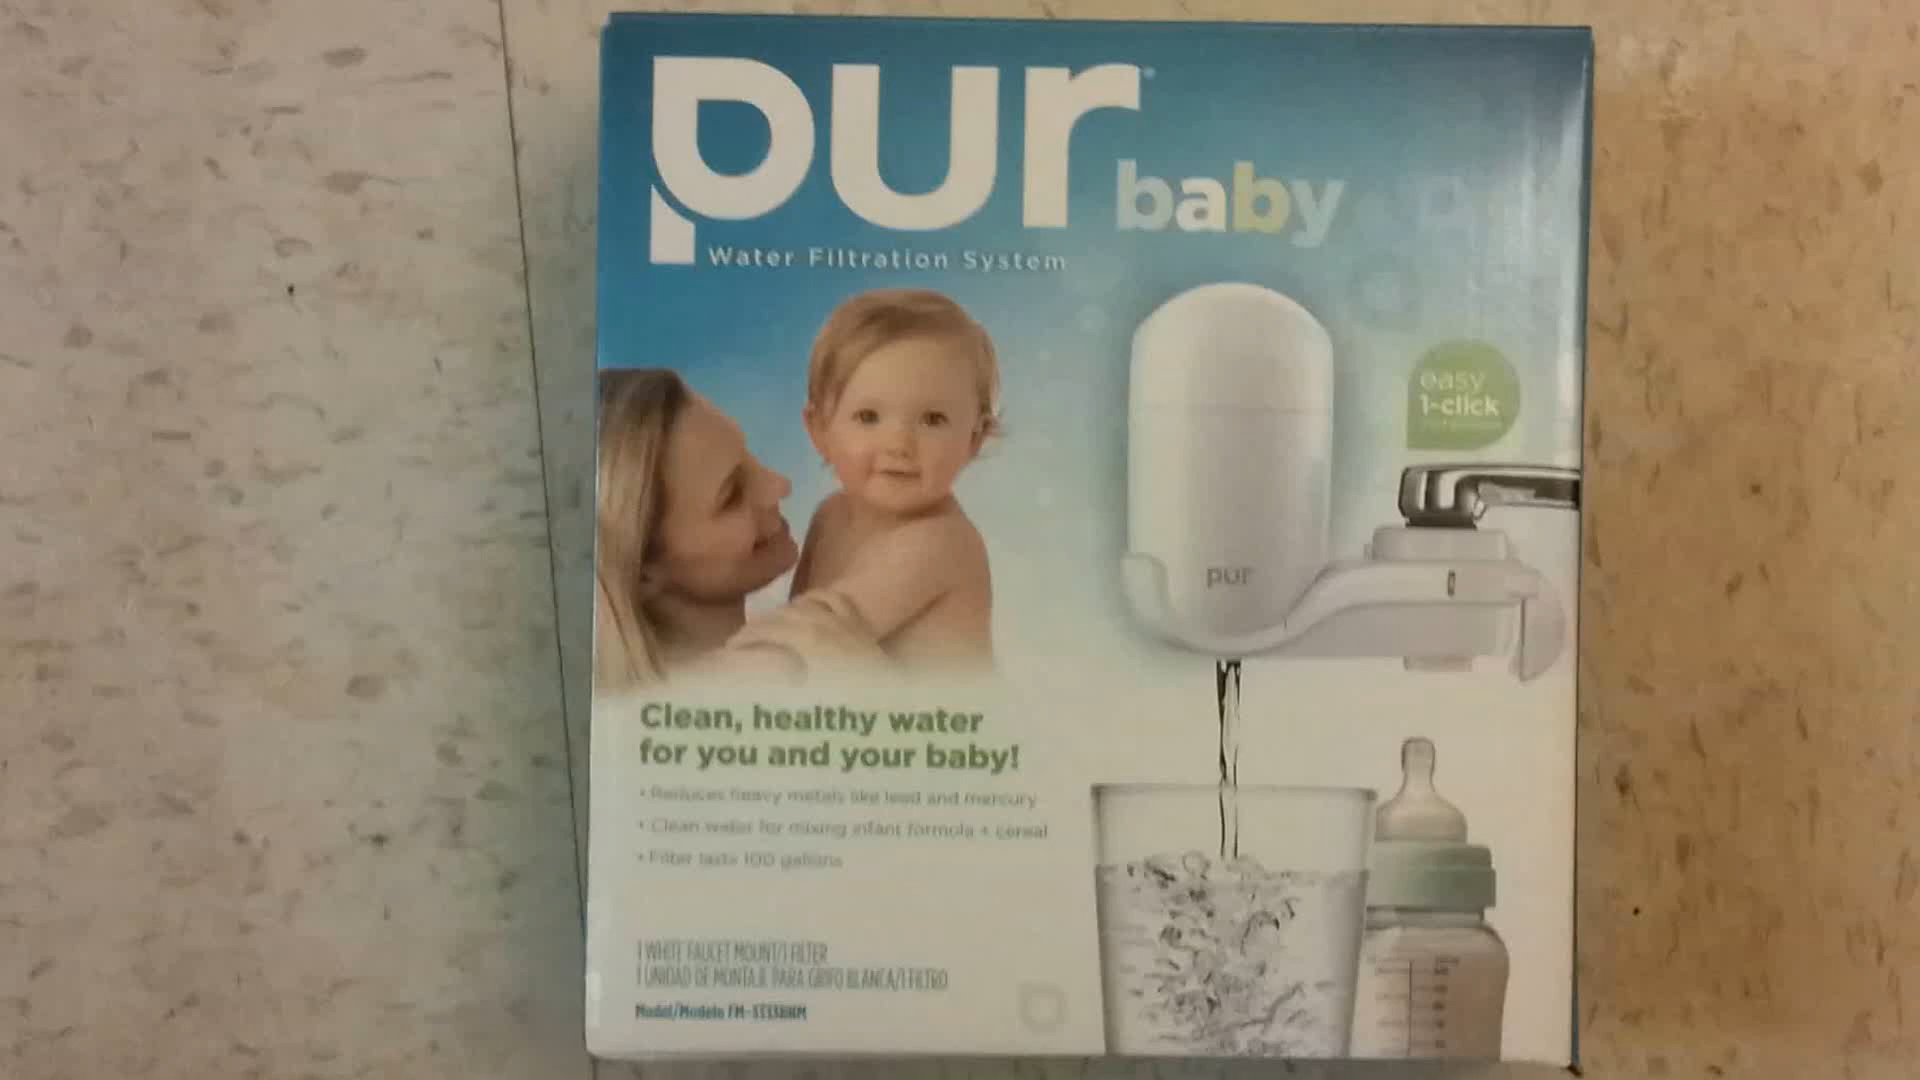 pur
baby
Water Filtration System
easy
1-click
pur
Clean, healthy water
for you and your baby!
• Reduces heavy metals like lead and mercury
• Clean water for mixing infant formula + cereal
• Filter lasts 100 gallons
1 WHITE FAUCET MOUNT/1 FILTER
1 UNIDAD DE MONTAJE PARA GRIFO BLANCA/1 FILTRO
Model/Modelo